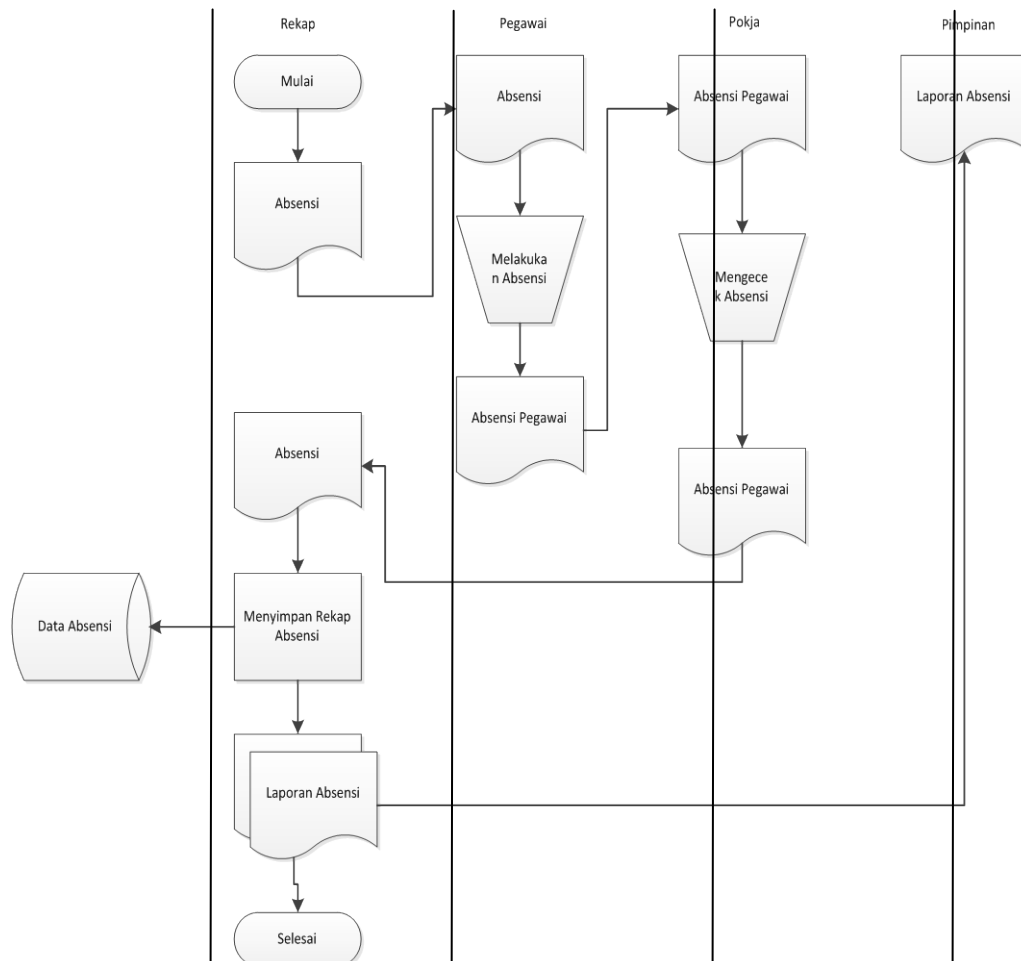 Rekap
Pegawai
Pokja
Pimpinan
Mulai
Absensi
Absensi
Melakuka
n Absensi
Absensi Pegawai
Absensi Pegawai
Mengece
k Absensi
Absensi Pegawai
Absensi
Menyimpan Rekap
Absensi
Data Absensi
Laporan Absensi
Selesai
Laporan Absensi